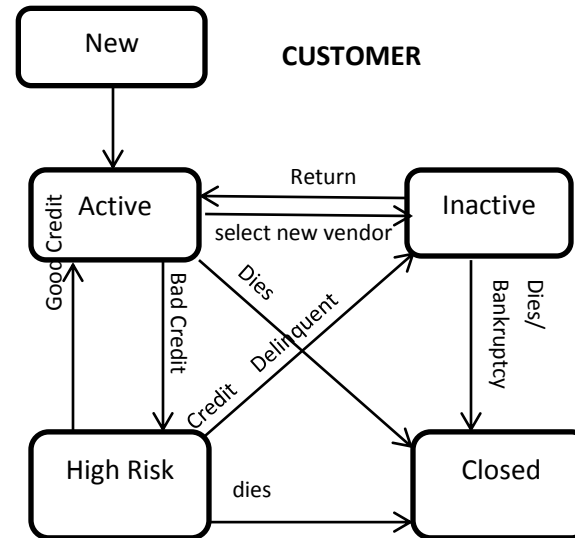 New
CUSTOMER
Active
Return
Inactive
select new vendor
Good Credit
Bad Credit
Dies
Credit Delinquent
Dies/
Bankruptcy
High Risk
dies
Closed